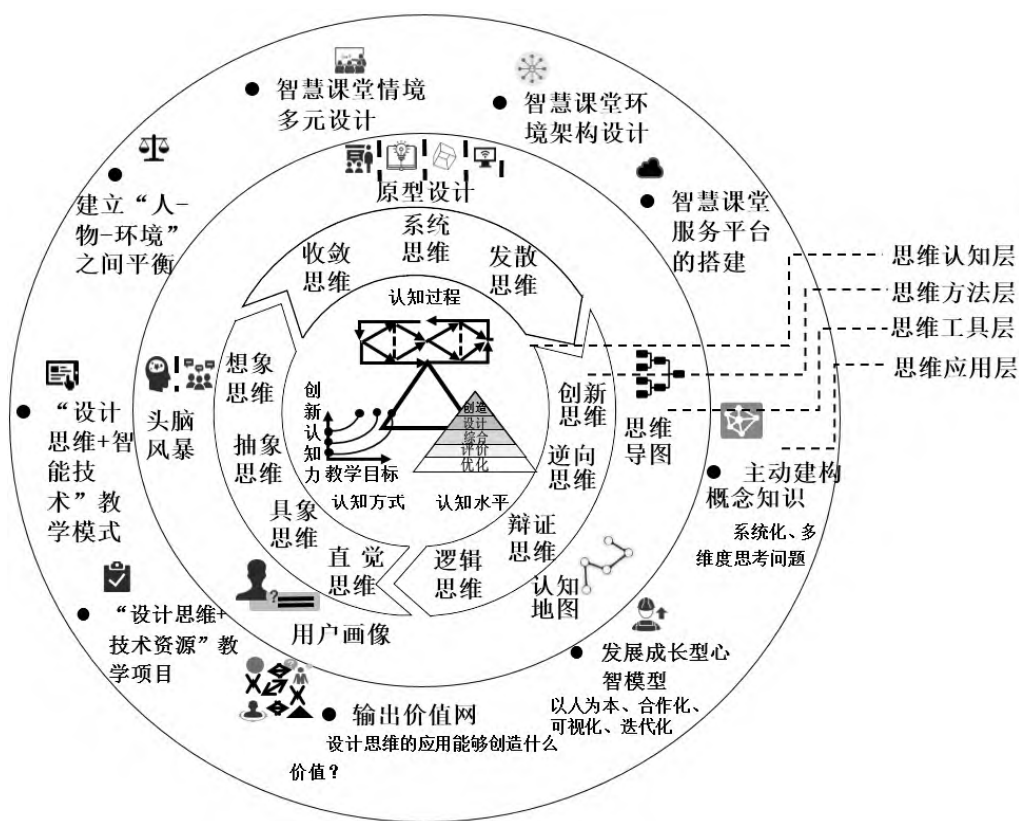 智慧课堂情境
多元设计
智慧课堂环
境架构设计
建立“人-
物-环境”
之间平衡
原型设计
智慧课堂
服务平台
的搭建
收敛
思维
系统
思维
发散
思维
思维认知层
思维方法层
思维工具层
思维应用层
认知过程
想象
思维
创新
思维
头脑
风暴
思维
导图
“设计
思维+智
能技
术”教
学模式
创新认知力
教学目标
认知方式
创造
设计
综合
评价
优化
认知水平
抽象
思维
逆向
思维
主动建构
概念知识
系统化、多
维度思考问题
具象
思维
辩证
思维
直觉
思维
逻辑
思维
认知
地图
?
用户画像
“设计思维+
技术资源”教
学项目
发展成长型心
智模型
以人为本、合作化、
可视化、迭代化
输出价值网
设计思维的应用能够创造什么
价值?